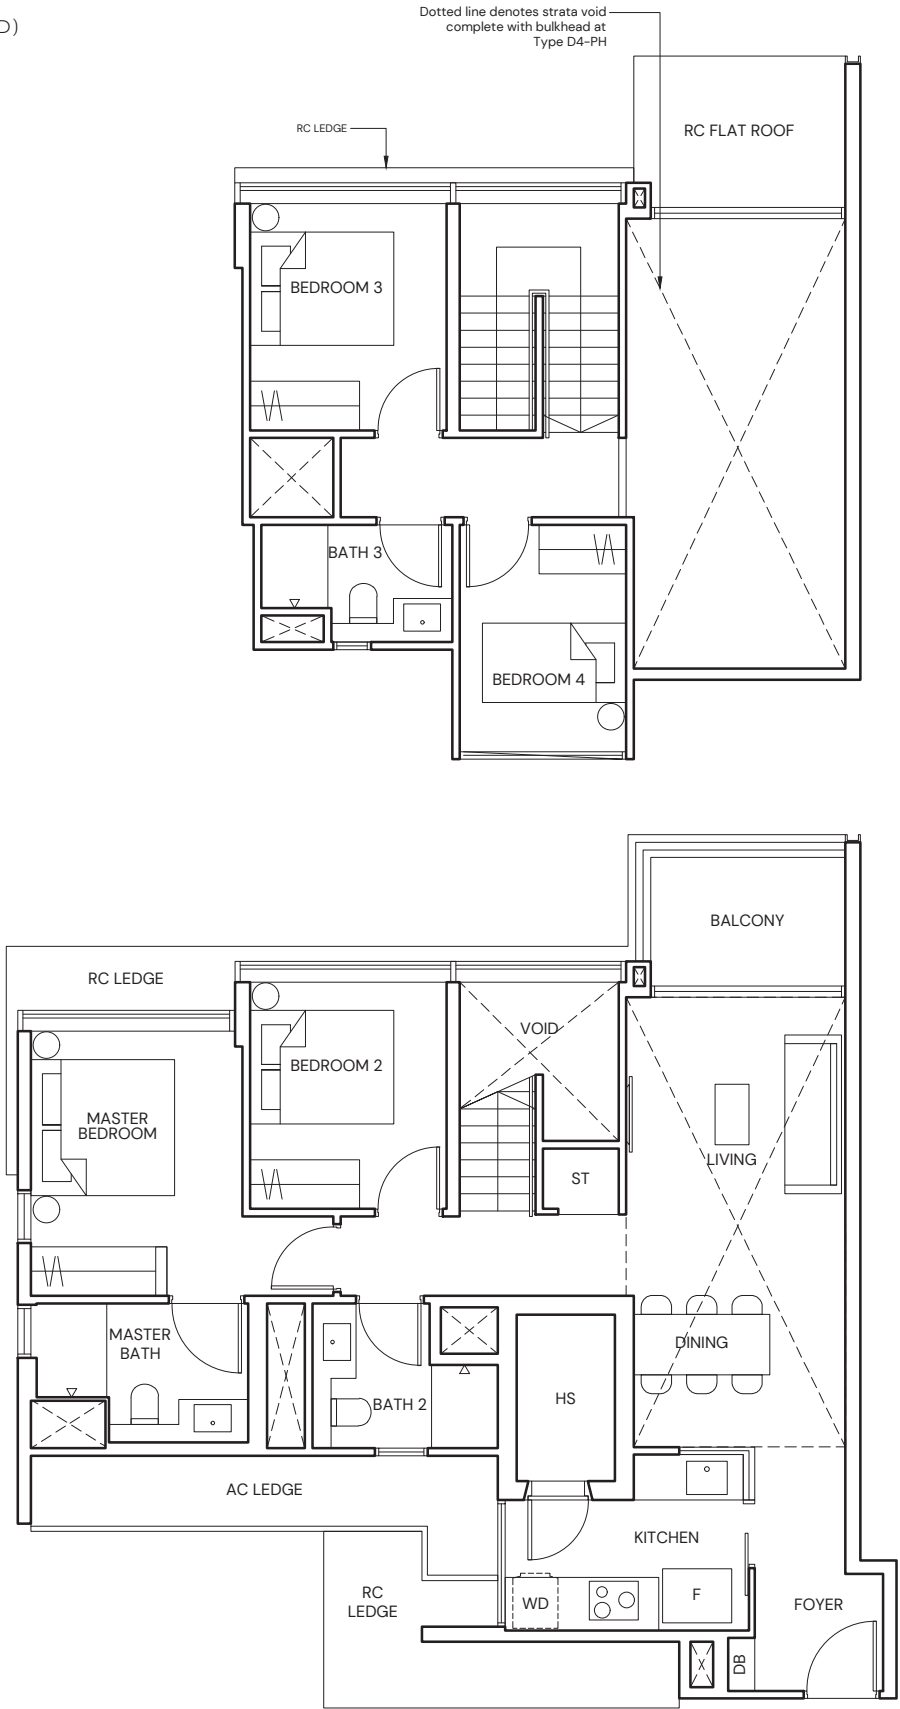 D)
Dotted line denotes strata void
complete with bulkhead at
Type D4-PH
RC FLAT ROOF
RC LEDGE
BEDROOM 3
BATH 3
BEDROOM 4
BALCONY
RC LEDGE
VOID
BEDROOM 2
MASTER
BEDROOM
LIVING
ST
MASTER
BATH
DINING
BATH 2
HS
AC LEDGE
KITCHEN
RC
LEDGE
WD
F
FOYER
DB